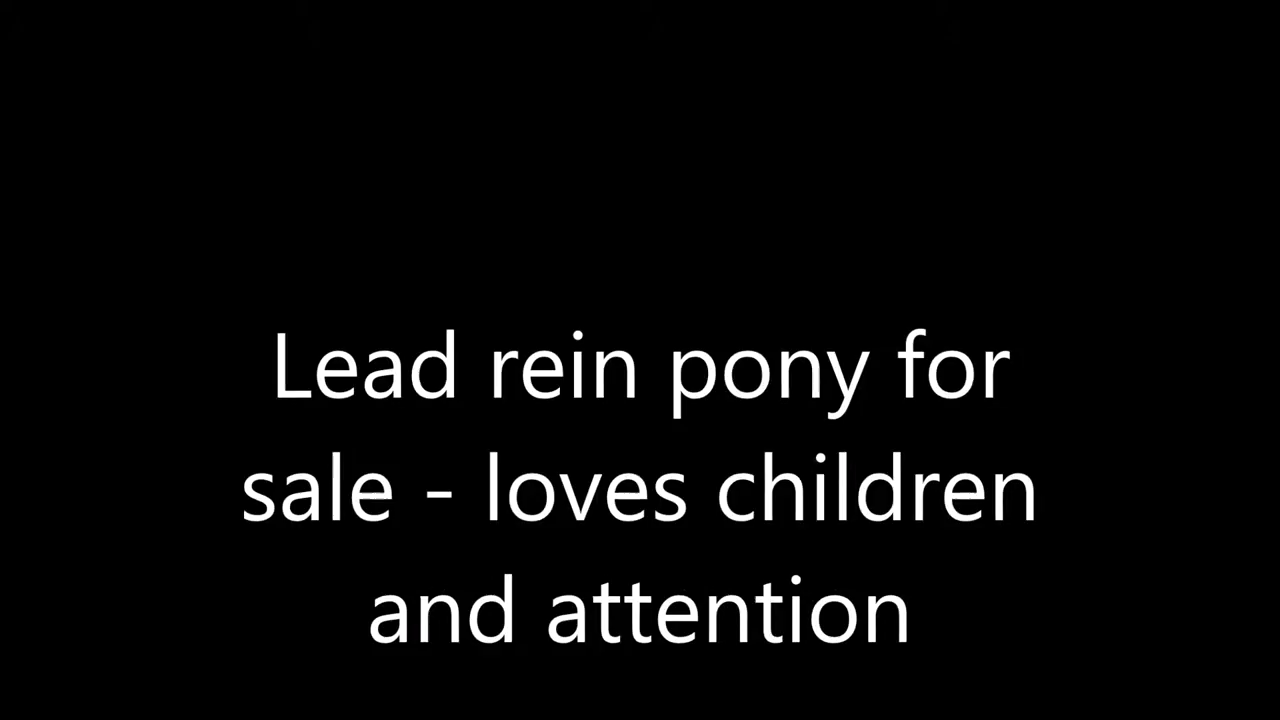 Lead rein pony for
sale - loves children
and attention